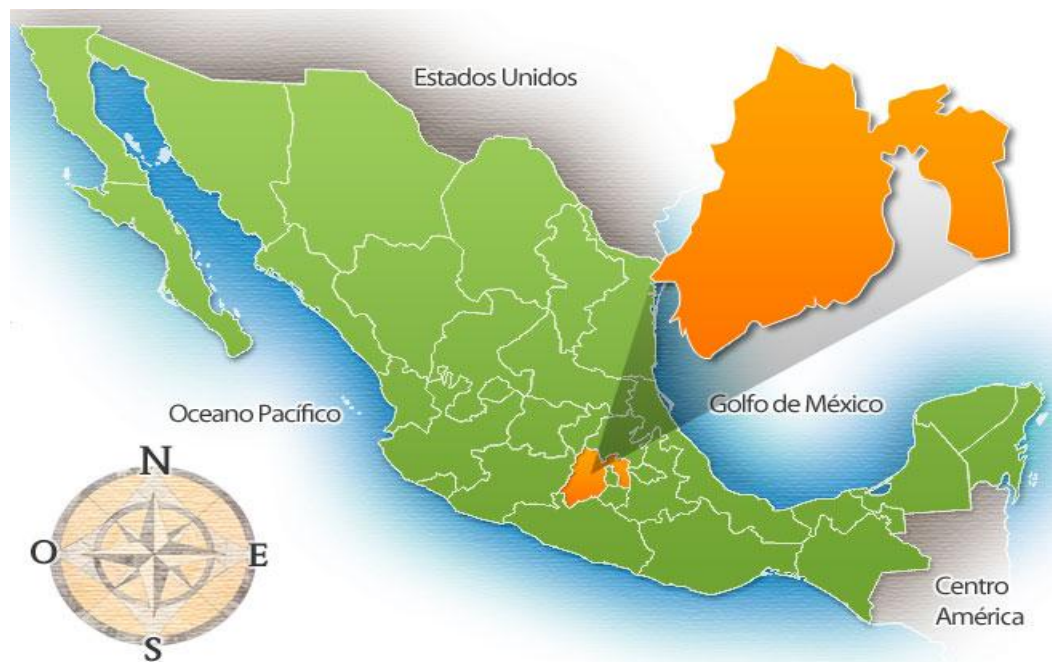 Estados Unidos
Golfo de México
Oceano Pacífico
N
O
E
S
Centro
América